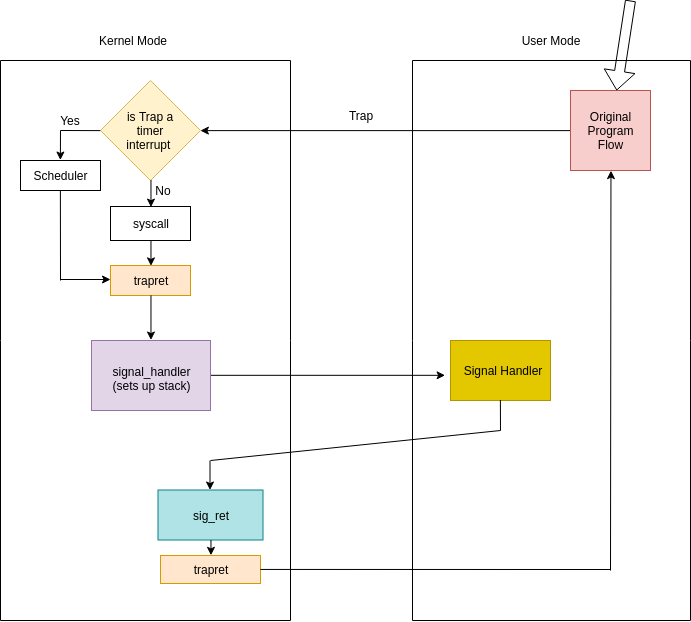 Kernel Mode
User Mode
is Trap a
timer
interrupt
Yes
No
Trap
Original
Program
Flow
Scheduler
syscall
trapret
signal_handler
(sets up stack)
Signal Handler
sig_ret
trapret